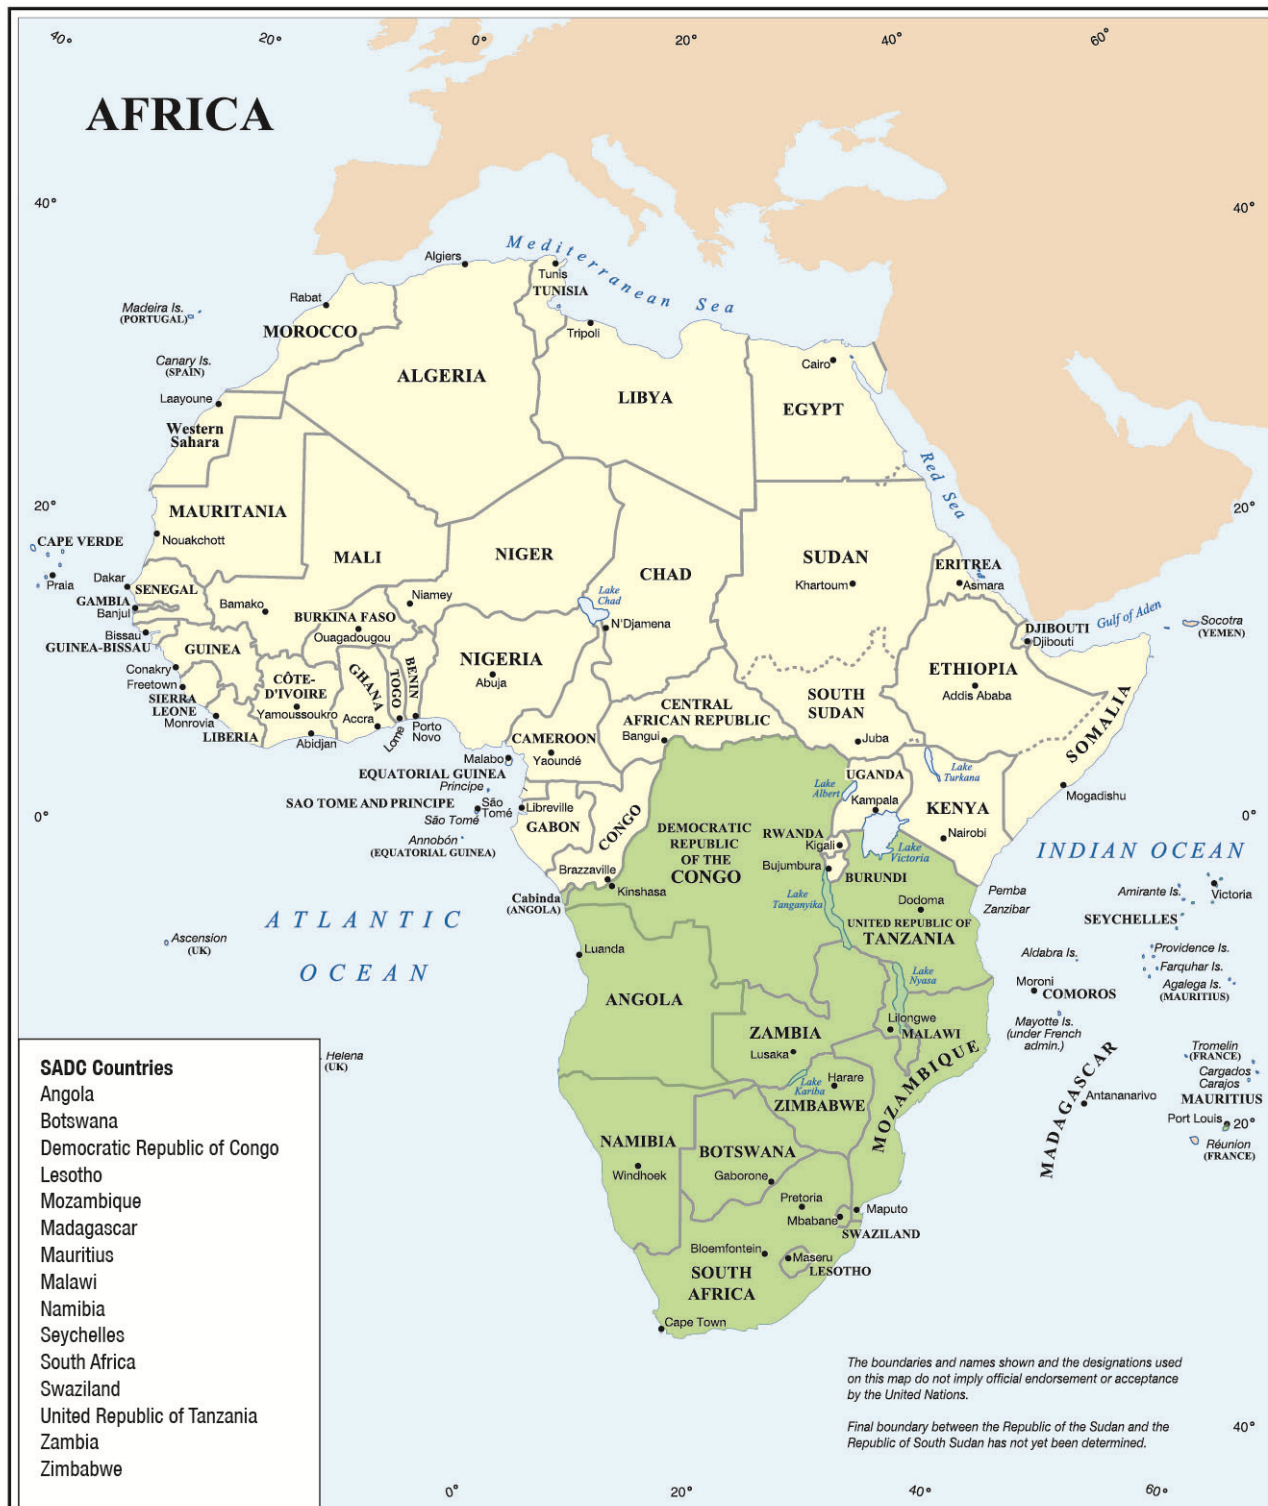 40°
20°
0°
20°
40°
60°
AFRICA
40°
40°
Mediterranean Sea
Algiers
Tunis
TUNISIA
Rabat
Madeira Is.
(PORTUGAL)
MOROCCO
Tripoli
Cairo
Canary Is.
(SPAIN)
ALGERIA
LIBYA
EGYPT
Laayoune
Western
Sahara
Red Sea
20°
20°
MAURITANIA
Nouakchott
CAPE VERDE
Praia
MALI
NIGER
CHAD
SUDAN
Khartoum
ERITREA
Asmara
Dakar
SENEGAL
GAMBIA
Banjul
Bamako
Niamey
Lake
Chad
N'Djamena
BURKINA FASO
Ouagadougou
Bissau
GUINEA-BISSAU
GUINEA
DJIBOUTI
Djibouti
Gulf of Aden
Socotra
(YEMEN)
Conakry
Freetown
SIERRA
LEONE
Monrovia
LIBERIA
CÔTE-
D'IVOIRE
Yamoussoukro
Abidjan
GHANA
Accra
TOGO
Lome
BENIN
Porto
Novo
NIGERIA
Abuja
ETHIOPIA
Addis Ababa
CENTRAL
AFRICAN REPUBLIC
Bangui
SOUTH
SUDAN
Juba
SOMALIA
Mogadishu
CAMEROON
Yaoundé
Malabo
EQUATORIAL GUINEA
Principe
SAO TOME AND PRINCIPE
São
Tomé
São Tomé
Libreville
GABON
CONGO
Annobón
(EQUATORIAL GUINEA)
Brazzaville
Kinshasa
Cabinda
(ANGOLA)
0°
0°
UGANDA
Kampala
Lake
Albert
Lake
Turkana
KENYA
Nairobi
DEMOCRATIC
REPUBLIC
OF THE
CONGO
RWANDA
Kigali
Bujumbura
BURUNDI
Lake
Victoria
Lake
Tanganyika
Dodoma
UNITED REPUBLIC OF
TANZANIA
INDIAN OCEAN
Pemba
Zanzibar
Amirante Is.
Victoria
SEYCHELLES
Aldabra Is.
Providence Is.
Farquhar Is.
Agalega Is.
(MAURITIUS)
ATLANTIC
OCEAN
Ascension
(UK)
Luanda
ANGOLA
Lake
Nyasa
Moroni
COMOROS
Mayotte Is.
(under French
admin.)
ZAMBIA
Lusaka
Lilongwe
MALAWI
MOZAMBIQUE
Lake
Kariba
Harare
ZIMBABWE
MADAGASCAR
Antananarivo
Tromelin
(FRANCE)
Cargados
Carajos
MAURITIUS
Port Louis
20°
Réunion
(FRANCE)
. Helena
(UK)
NAMIBIA
Windhoek
BOTSWANA
Gaborone
Pretoria
Mbabane
Maputo
SWAZILAND
Bloemfontein
Maseru
LESOTHO
SOUTH
AFRICA
Cape Town
SADC Countries
Angola
Botswana
Democratic Republic of Congo
Lesotho
Mozambique
Madagascar
Mauritius
Malawi
Namibia
Seychelles
South Africa
Swaziland
United Republic of Tanzania
Zambia
Zimbabwe
The boundaries and names shown and the designations used
on this map do not imply official endorsement or acceptance
by the United Nations.
Final boundary between the Republic of the Sudan and the
Republic of South Sudan has not yet been determined.
40°
0°
20°
40°
60°